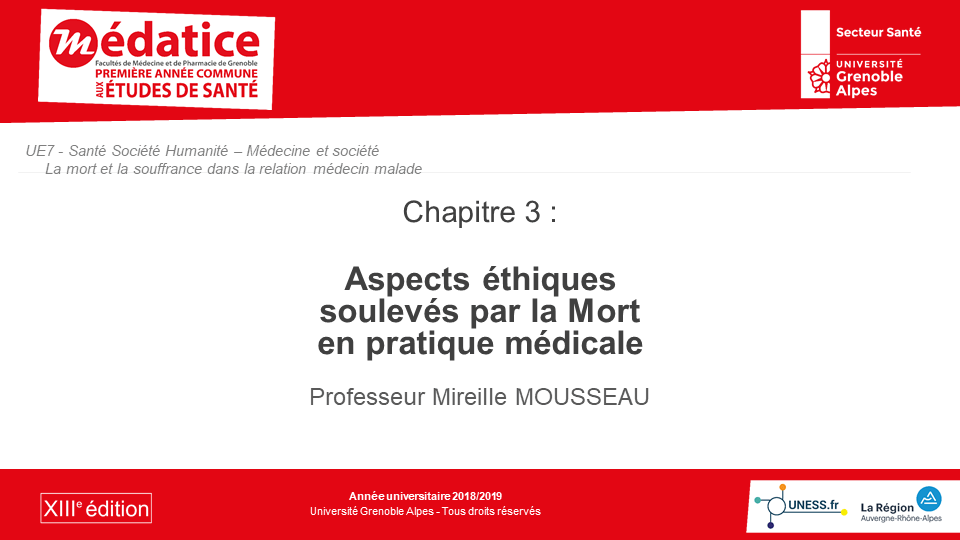 médatice
Facultés de Médecine et de Pharmacie de Grenoble
PREMIÈRE ANNÉE COMMUNE
AUX ÉTUDES DE SANTÉ
Secteur Santé
UNIVERSITÉ
Grenoble
Alpes
UE7 - Santé Société Humanité – Médecine et société
La mort et la souffrance dans la relation médecin malade
Chapitre 3 :
Aspects éthiques
soulevés par la Mort
en pratique médicale
Professeur Mireille MOUSSEAU
XIIIe édition
Année universitaire 2018/2019
Université Grenoble Alpes - Tous droits réservés
UNESS.fr
La Région
Auvergne-Rhône-Alpes